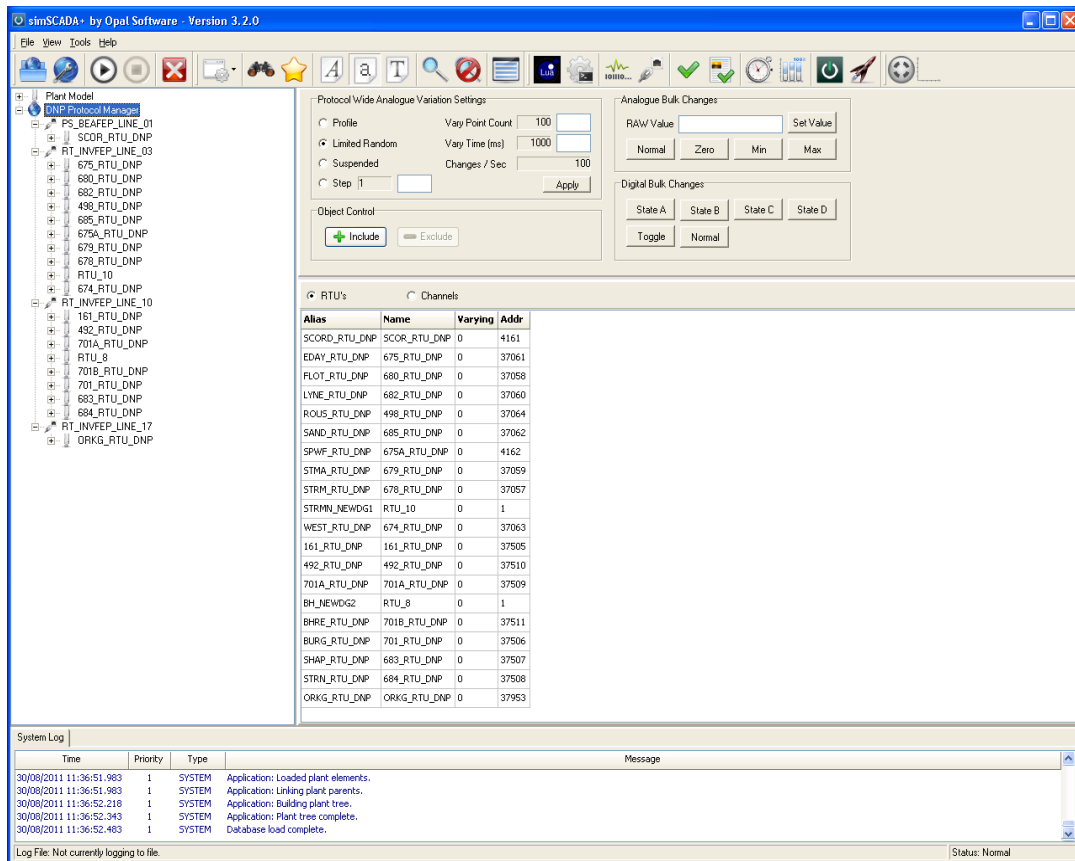 simSCADA+ by Opal Software - Version 3.2.0
File View Tools Help
A a T Lua
Plant Model
DNP Protocol Manager
PS_BEAFEP_LINE_01
SCOR_RTU_DNP
RT_INVFEP_LINE_03
675_RTU_DNP
680_RTU_DNP
682_RTU_DNP
498_RTU_DNP
685_RTU_DNP
675A_RTU_DNP
679_RTU_DNP
678_RTU_DNP
RTU_10
674_RTU_DNP
RT_INVFEP_LINE_10
161_RTU_DNP
492_RTU_DNP
701A_RTU_DNP
RTU_8
701B_RTU_DNP
701_RTU_DNP
683_RTU_DNP
684_RTU_DNP
RT_INVFEP_LINE_17
ORKG_RTU_DNP
Protocol Wide Analogue Variation Settings
Profile Vary Point Count 100
Limited Random Vary Time (ms) 1000
Suspended Changes / Sec 100
Step 1 Apply
Object Control
Include Exclude
Analogue Bulk Changes
RAW Value Set Value
Normal Zero Min Max
Digital Bulk Changes
State A State B State C State D
Toggle Normal
RTU's Channels
Alias Name Varying Addr
SCORD_RTU_DNP SCOR_RTU_DNP 0 4161
EDAY_RTU_DNP 675_RTU_DNP 0 37061
FLOT_RTU_DNP 680_RTU_DNP 0 37058
LYNE_RTU_DNP 682_RTU_DNP 0 37060
ROUS_RTU_DNP 498_RTU_DNP 0 37064
SAND_RTU_DNP 685_RTU_DNP 0 37062
SPWF_RTU_DNP 675A_RTU_DNP 0 4162
STMA_RTU_DNP 679_RTU_DNP 0 37059
STRM_RTU_DNP 678_RTU_DNP 0 37057
STRMN_NEWDG1 RTU_10 0 1
WEST_RTU_DNP 674_RTU_DNP 0 37063
161_RTU_DNP 161_RTU_DNP 0 37505
492_RTU_DNP 492_RTU_DNP 0 37510
701A_RTU_DNP 701A_RTU_DNP 0 37509
BH_NEWDG2 RTU_8 0 1
BHRE_RTU_DNP 701B_RTU_DNP 0 37511
BURG_RTU_DNP 701_RTU_DNP 0 37506
SHAP_RTU_DNP 683_RTU_DNP 0 37507
STRN_RTU_DNP 684_RTU_DNP 0 37508
ORKG_RTU_DNP ORKG_RTU_DNP 0 37953
System Log
Time Priority Type Message
30/08/2011 11:36:51.983 1 SYSTEM Application: Loaded plant elements.
30/08/2011 11:36:51.983 1 SYSTEM Application: Linking plant parents.
30/08/2011 11:36:52.218 1 SYSTEM Application: Building plant tree.
30/08/2011 11:36:52.343 1 SYSTEM Application: Plant tree complete.
30/08/2011 11:36:52.483 1 SYSTEM Database load complete.
Log File: Not currently logging to file. Status: Normal